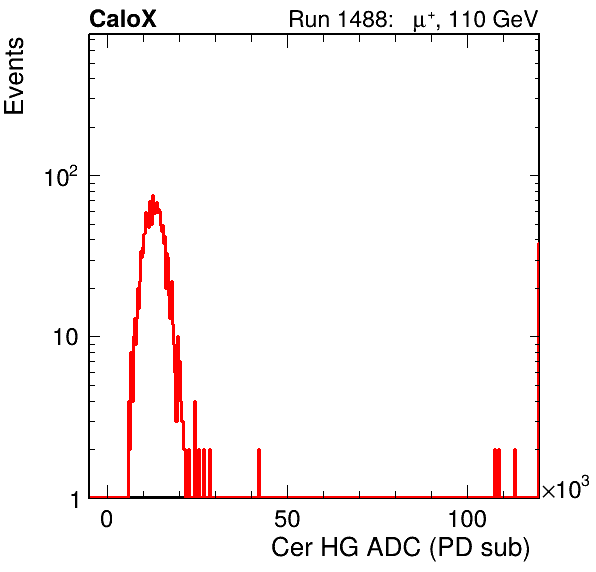 CaloX Run 1488: μ⁺, 110 GeV
Events
10²
10
1
0 50 100
×10³
Cer HG ADC (PD sub)